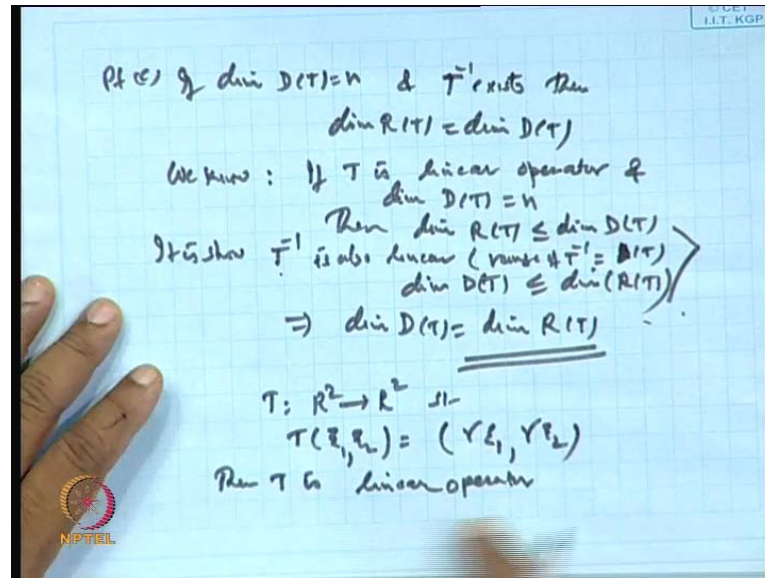 © CET
I.I.T. KGP
Pf (c) If dim D(T)=n & T⁻¹ exists then
dim R(T) = dim D(T)
We know : If T is linear operator &
dim D(T) = n
Then dim R(T) ≤ dim D(T)
It is show T⁻¹ is also linear (range of T⁻¹ = D(T)
dim D(T) ≤ dim (R(T))
⇒ dim D(T) = dim R(T)
T: R² → R² st
T(ξ₁, ξ₂) = (γξ₁, γξ₂)
Then T is linear operator
NPTEL